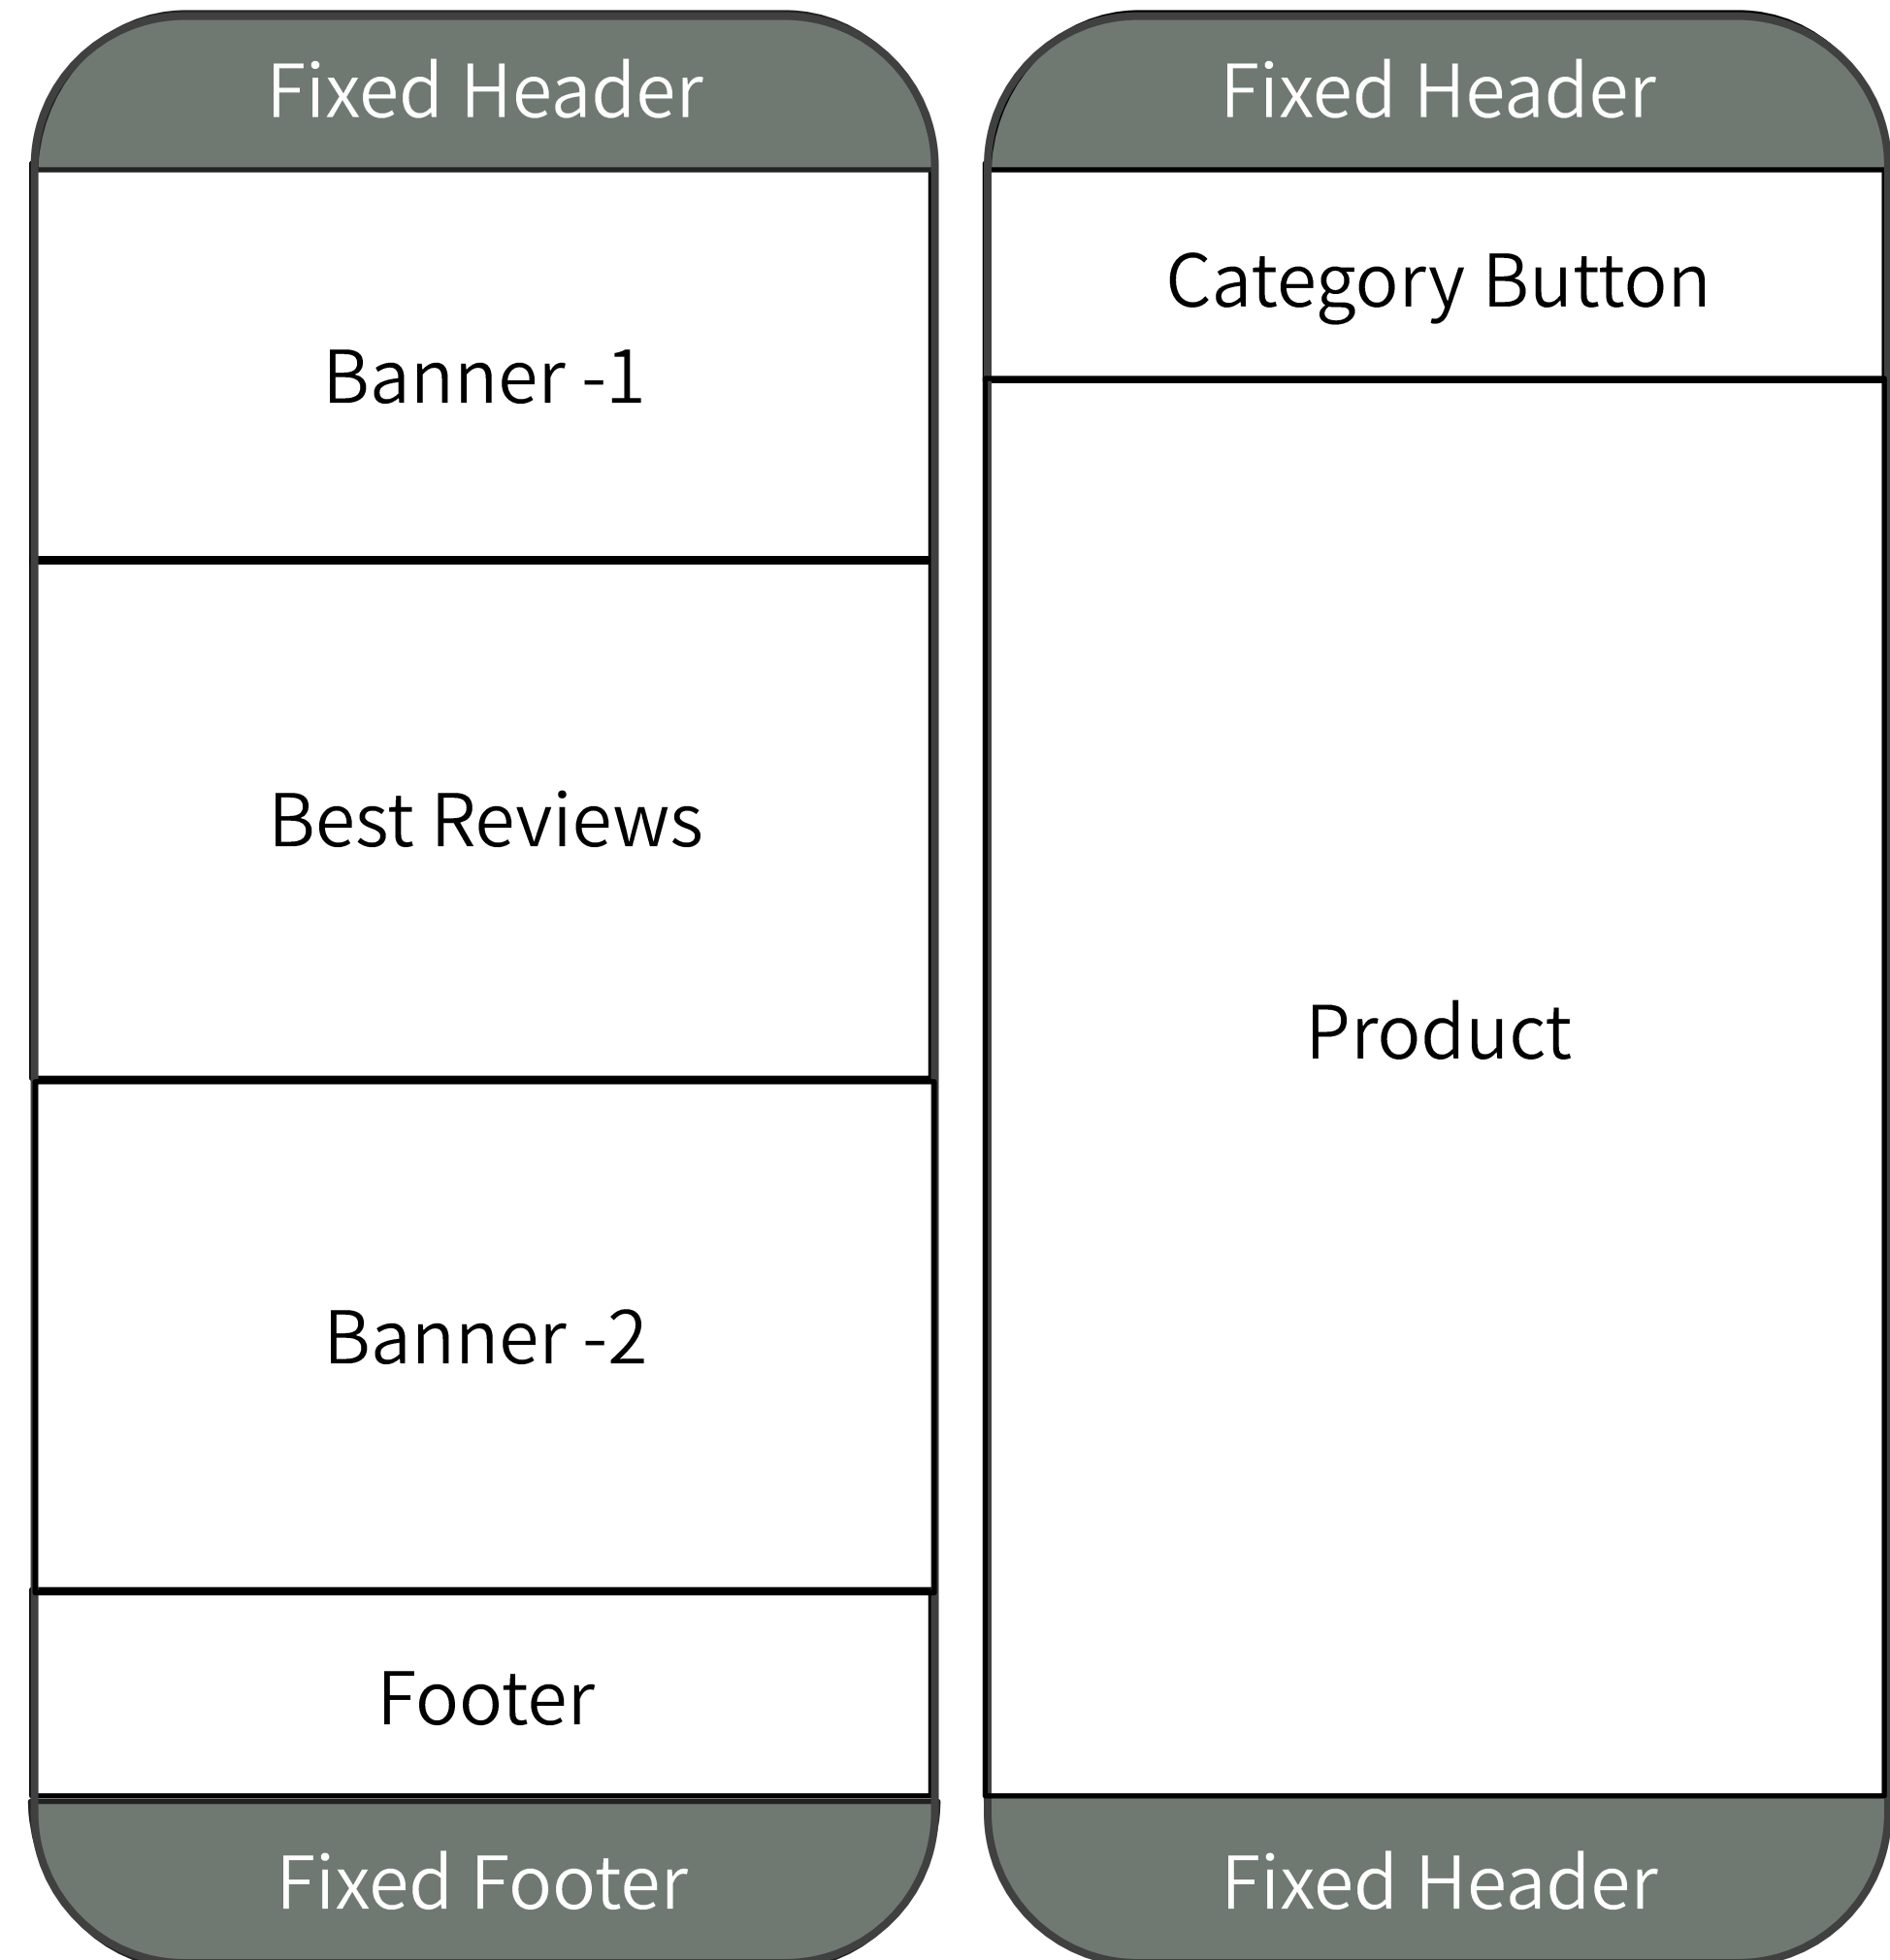 Fixed Header
Banner -1
Best Reviews
Banner -2
Footer
Fixed Footer
Fixed Header
Category Button
Product
Fixed Header